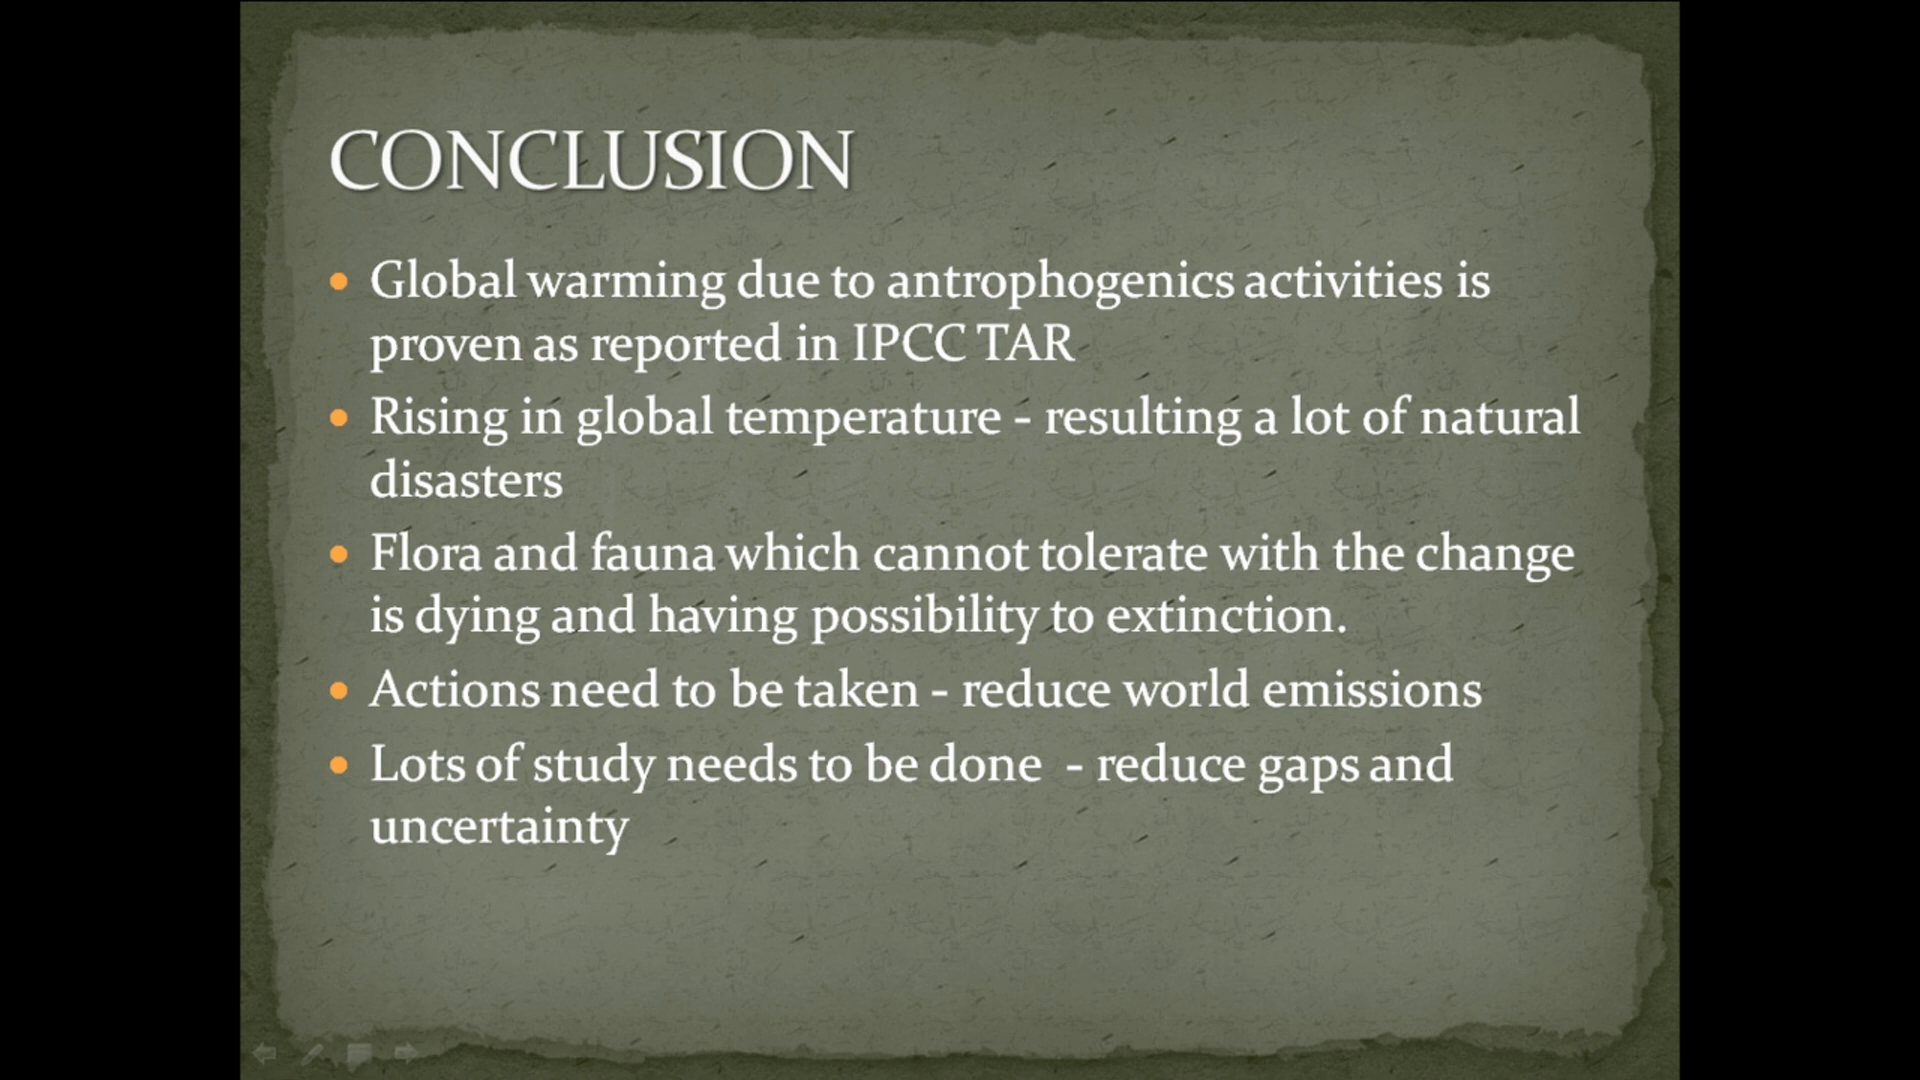 CONCLUSION
• Global warming due to antrophogenics activities is
proven as reported in IPCC TAR
• Rising in global temperature - resulting a lot of natural
disasters
• Flora and fauna which cannot tolerate with the change
is dying and having possibility to extinction.
• Actions need to be taken - reduce world emissions
• Lots of study needs to be done - reduce gaps and
uncertainty